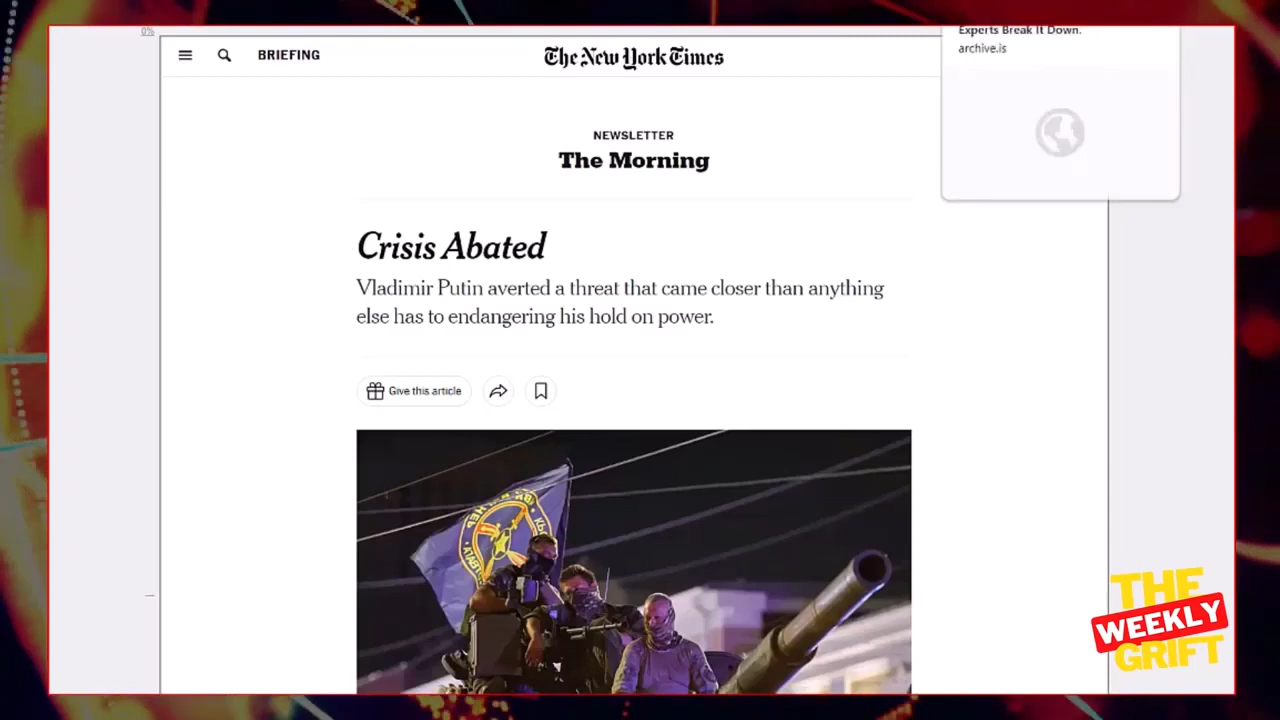 0%
Experts Break It Down.
archive.is
BRIEFING
The New York Times
NEWSLETTER
The Morning
Crisis Abated
Vladimir Putin averted a threat that came closer than anything
else has to endangering his hold on power.
Give this article
THE
WEEKLY
GRIFT